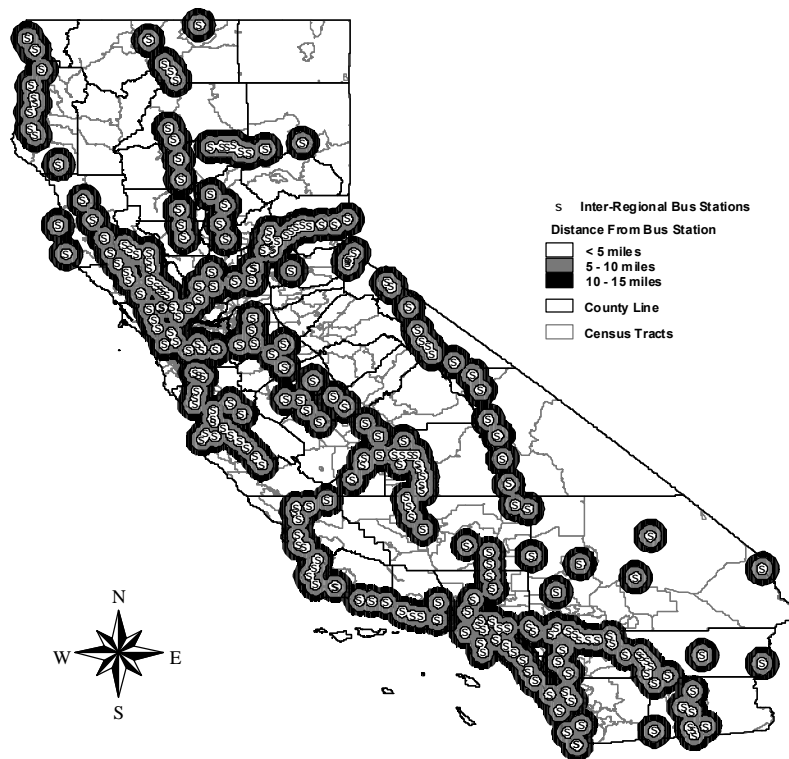 s Inter-Regional Bus Stations
Distance From Bus Station
< 5 miles
5 - 10 miles
10 - 15 miles
County Line
Census Tracts
N
W E
S